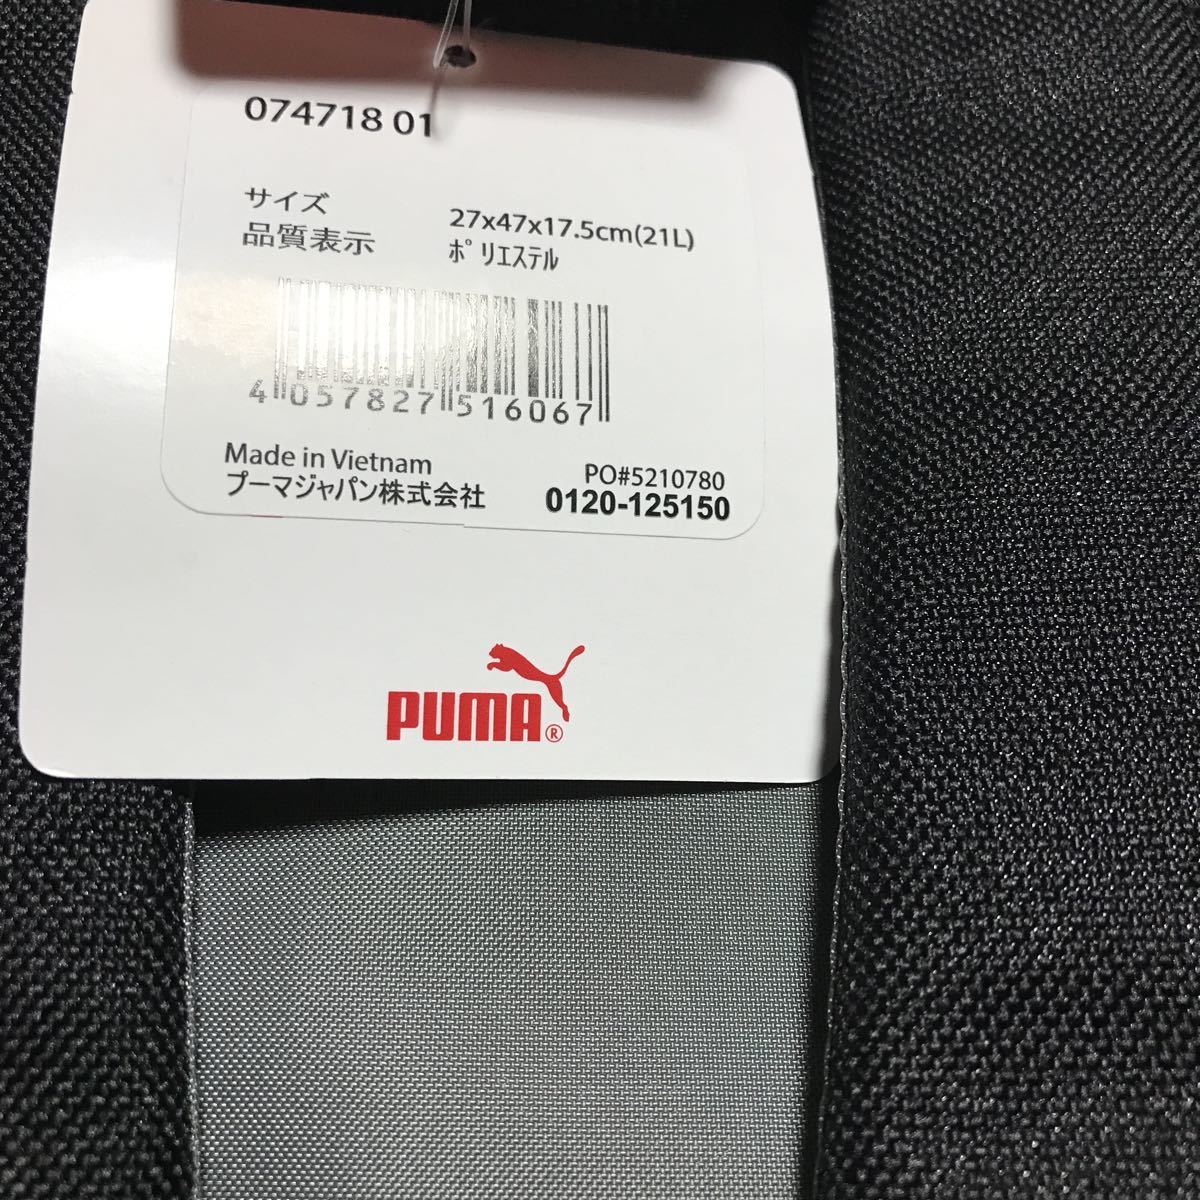 074718 01
サイズ 27x47x17.5cm(21L)
品質表示 ﾎﾟﾘｴｽﾃﾙ
4 057827 516067
Made in Vietnam PO#5210780
プーマジャパン株式会社 0120-125150
PUMA®